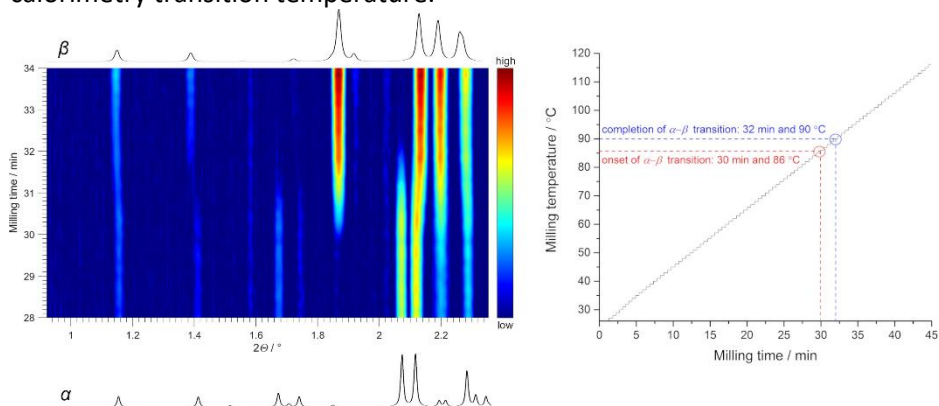 calorimetry transition temperature.
β
high
34
33
32
31
30
29
28
Milling time / min
low
1 1.2 1.4 1.6 1.8 2 2.2
2Θ / °
α
120
110
100
90
80
70
60
50
40
30
Milling temperature / °C
completion of α–β transition: 32 min and 90 °C
onset of α–β transition: 30 min and 86 °C
0 5 10 15 20 25 30 35 40 45
Milling time / min